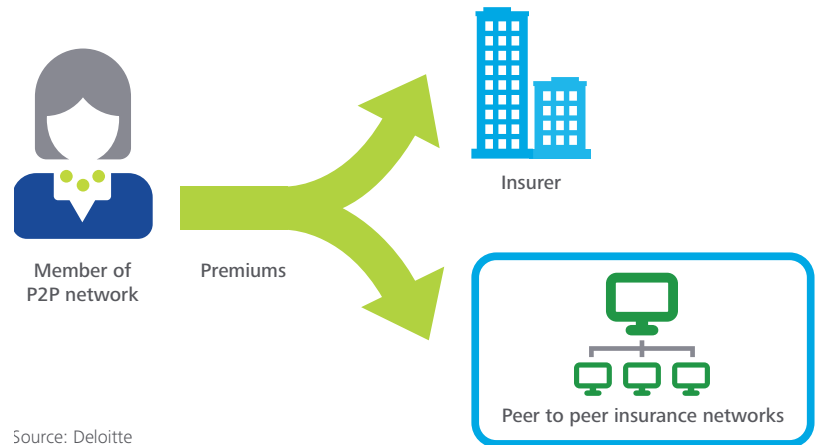 Insurer
Member of
P2P network
Premiums
Peer to peer insurance networks
Source: Deloitte